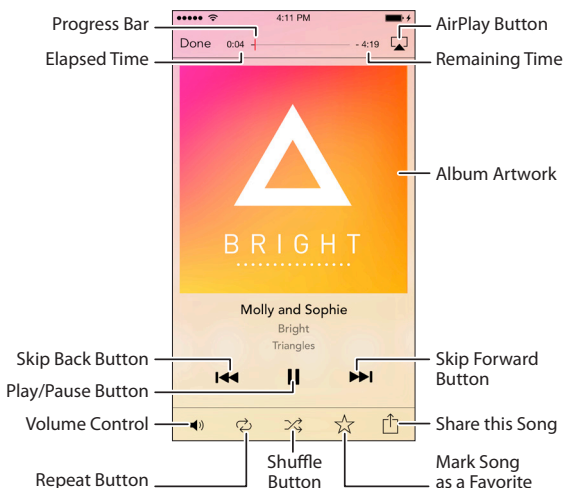 Progress Bar
4:11 PM
AirPlay Button
Done 0:04 - 4:19
Elapsed Time
Remaining Time
Album Artwork
BRIGHT
Molly and Sophie
Bright
Triangles
Skip Back Button
Skip Forward
Button
Play/Pause Button
Volume Control
Share this Song
Repeat Button
Shuffle
Button
Mark Song
as a Favorite